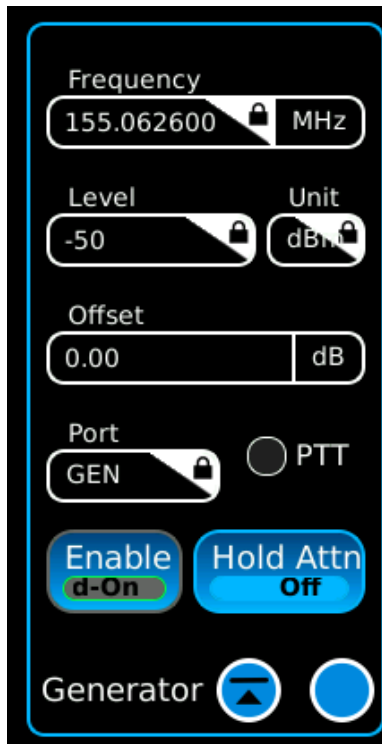 Frequency
155.062600 MHz
Level Unit
-50 dBm
Offset
0.00 dB
Port
GEN PTT
Enable Hold Attn
d-On Off
Generator